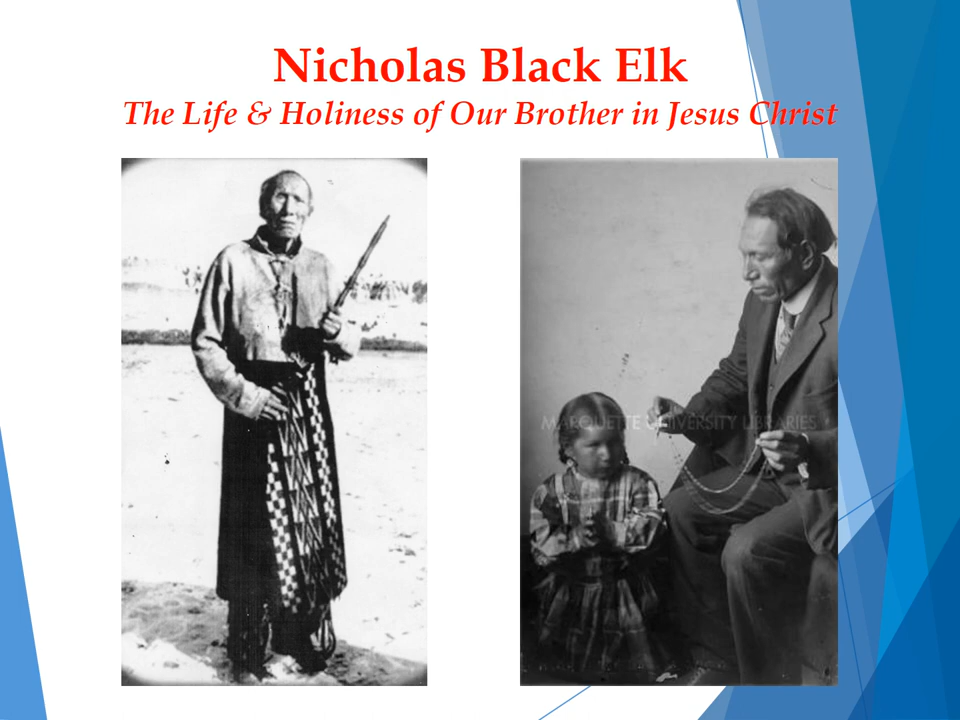 Nicholas Black Elk
The Life & Holiness of Our Brother in Jesus Christ
MARQUETTE UNIVERSITY LIBRARIES